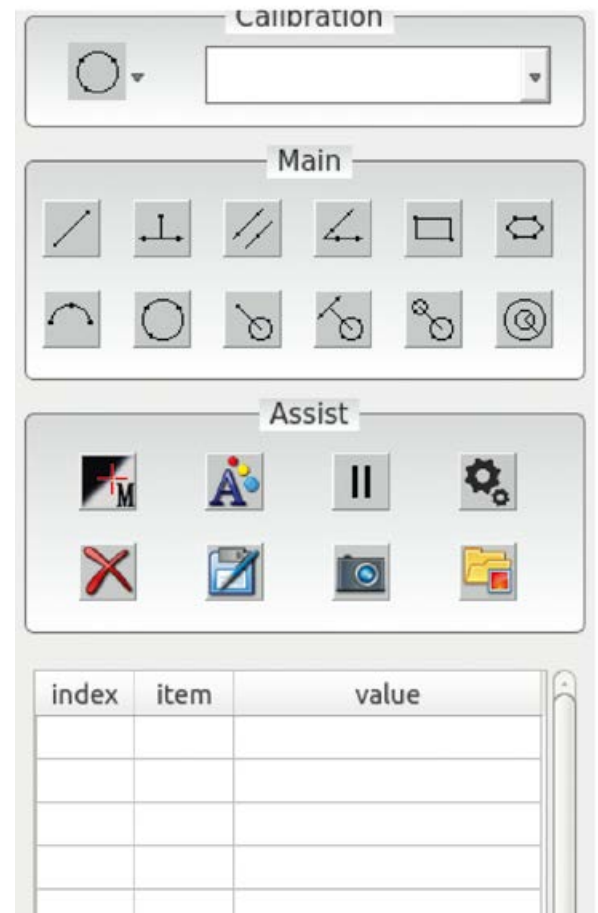 Calibration
Main
Assist
M
A
index item value